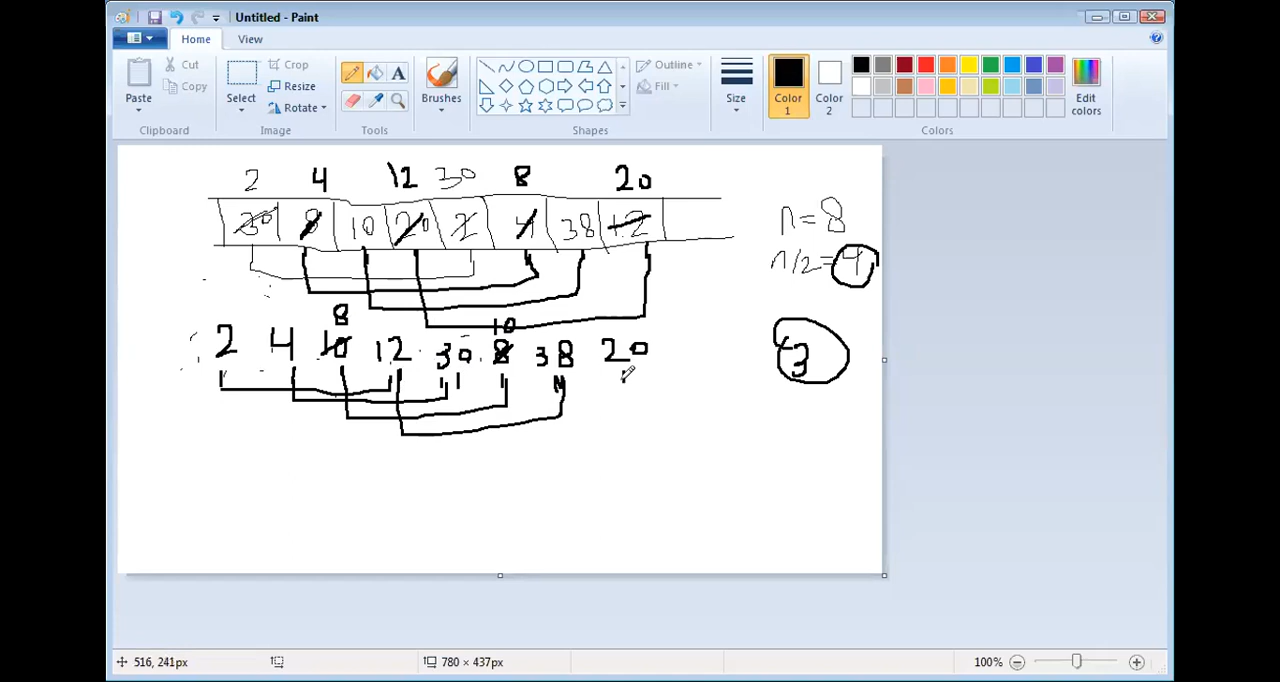 Untitled - Paint
Home View
Paste
Cut
Copy
Clipboard
Select
Crop
Resize
Rotate
Image
A
Tools
Brushes
Shapes
Outline
Fill
Size
Color 1
Color 2
Edit colors
Colors
2 4 12 30 8 20
30 8 10 20 2 4 38 12
n=8
n/2=4
8 10
2 4 10 12 30 8 38 20
3
516, 241px
780 × 437px
100%